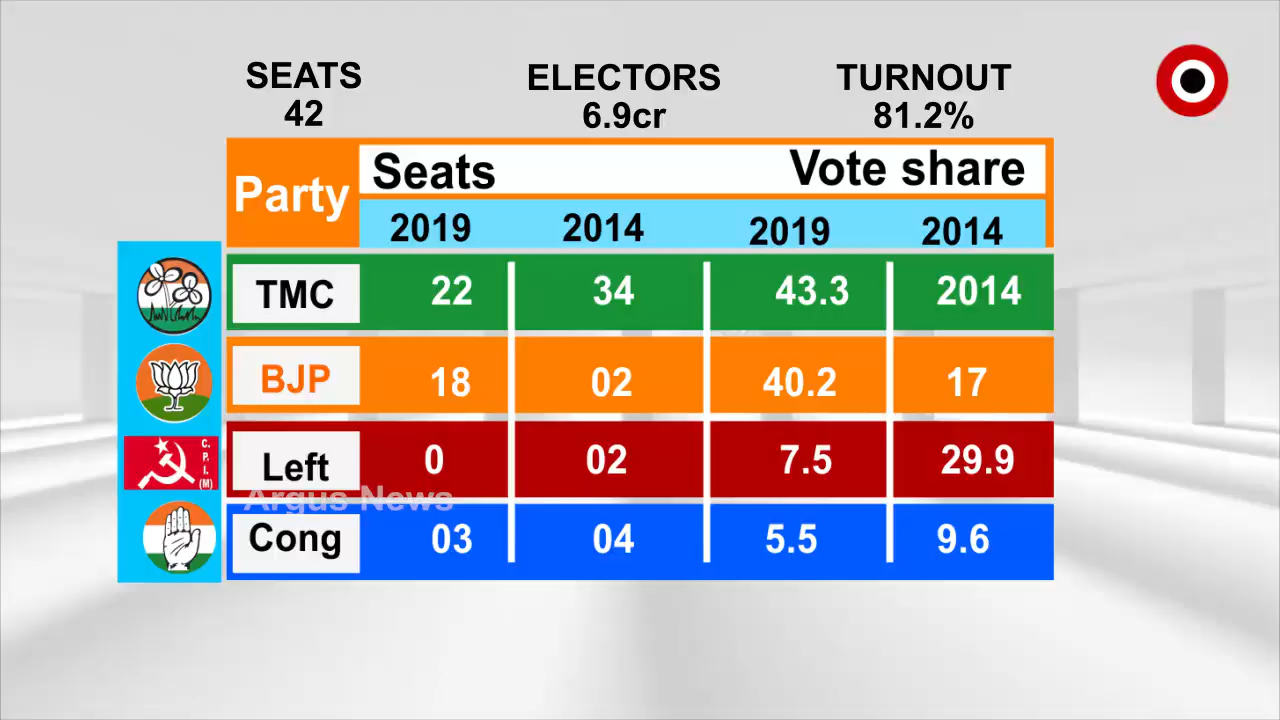 SEATS ELECTORS TURNOUT
42 6.9cr 81.2%
Party Seats Vote share
2019 2014 2019 2014
TMC 22 34 43.3 2014
BJP 18 02 40.2 17
C.
P.
I.
(M)
Left 0 02 7.5 29.9
Argus News
Cong 03 04 5.5 9.6